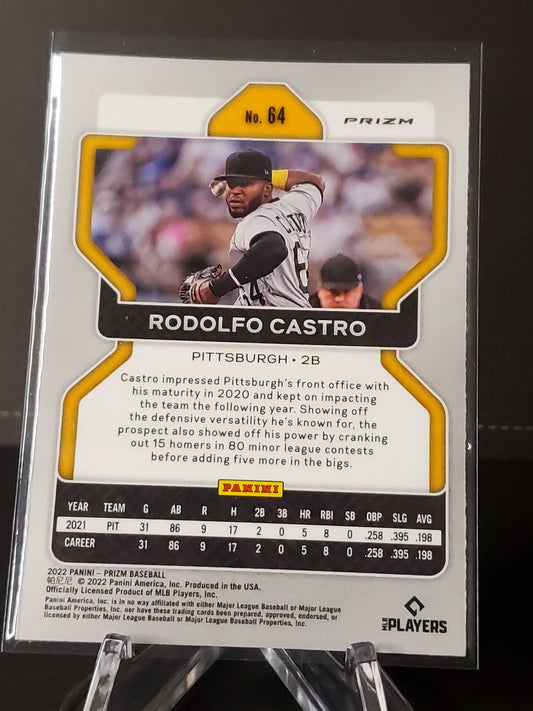 No. 64
PRIZM
RODOLFO CASTRO
PITTSBURGH • 2B
Castro impressed Pittsburgh's front office with
his maturity in 2020 and kept on impacting
the team the following year. Showing off
the defensive versatility he's known for, the
prospect also showed off his power by cranking
out 15 homers in 80 minor league contests
before adding five more in the bigs.
PANINI
YEAR TEAM G AB R H 2B 3B HR RBI SB OBP SLG AVG
2021 PIT 31 86 9 17 2 0 5 8 0 .258 .395 .198
CAREER 31 86 9 17 2 0 5 8 0 .258 .395 .198
2022 PANINI – PRIZM BASEBALL
帕尼尼 © 2022 Panini America, Inc. Produced in the USA.
Officially Licensed Product of MLB Players, Inc.
Panini America, Inc. is in no way affiliated with either Major League Baseball or Major League
Baseball Properties, Inc. nor have these trading cards been prepared, approved, endorsed, or
licensed by either Major League Baseball or Major League Baseball Properties, Inc.
MLB PLAYERS